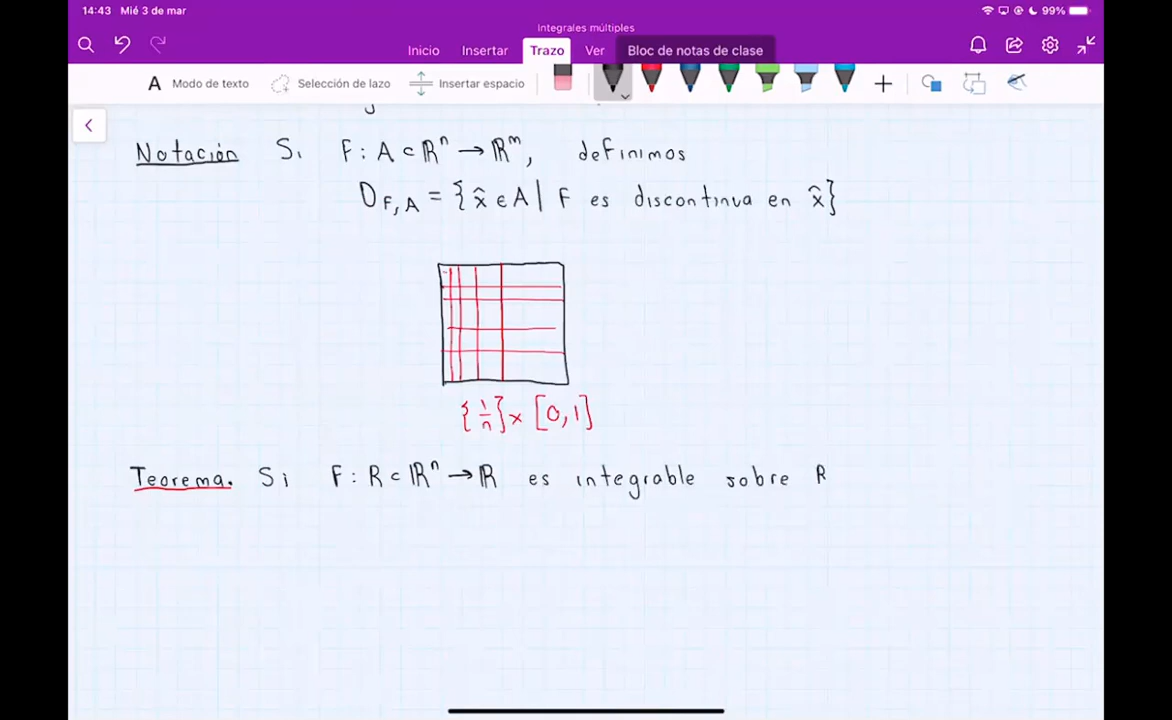 14:43 Mié 3 de mar
99%
Integrales múltiples
Inicio Insertar Trazo Ver Bloc de notas de clase
A Modo de texto Selección de lazo Insertar espacio
Notación Si F : A ⊂ ℝⁿ → ℝᵐ, definimos
D_{F,A} = {x̂ ∈ A | F es discontinua en x̂}
{1/n} × [0,1]
Teorema. Si F : R ⊂ ℝⁿ → ℝ es integrable sobre R